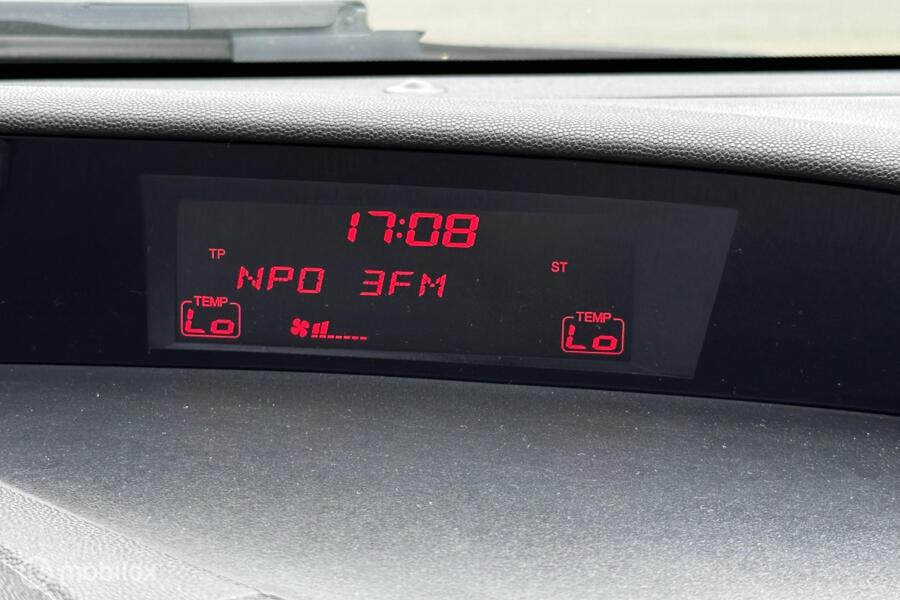 17:08
TP
ST
NPO 3FM
TEMP
Lo
TEMP
Lo
mobilox